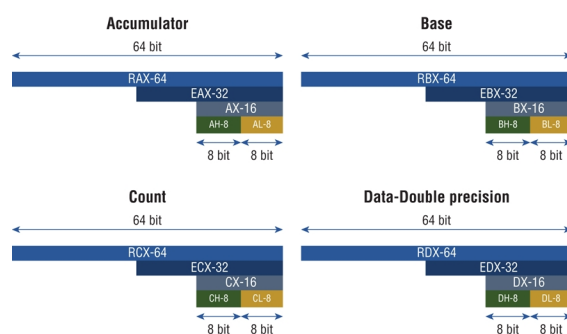 Accumulator
64 bit
RAX-64
EAX-32
AX-16
AH-8 AL-8
8 bit 8 bit
Base
64 bit
RBX-64
EBX-32
BX-16
BH-8 BL-8
8 bit 8 bit
Count
64 bit
RCX-64
ECX-32
CX-16
CH-8 CL-8
8 bit 8 bit
Data-Double precision
64 bit
RDX-64
EDX-32
DX-16
DH-8 DL-8
8 bit 8 bit